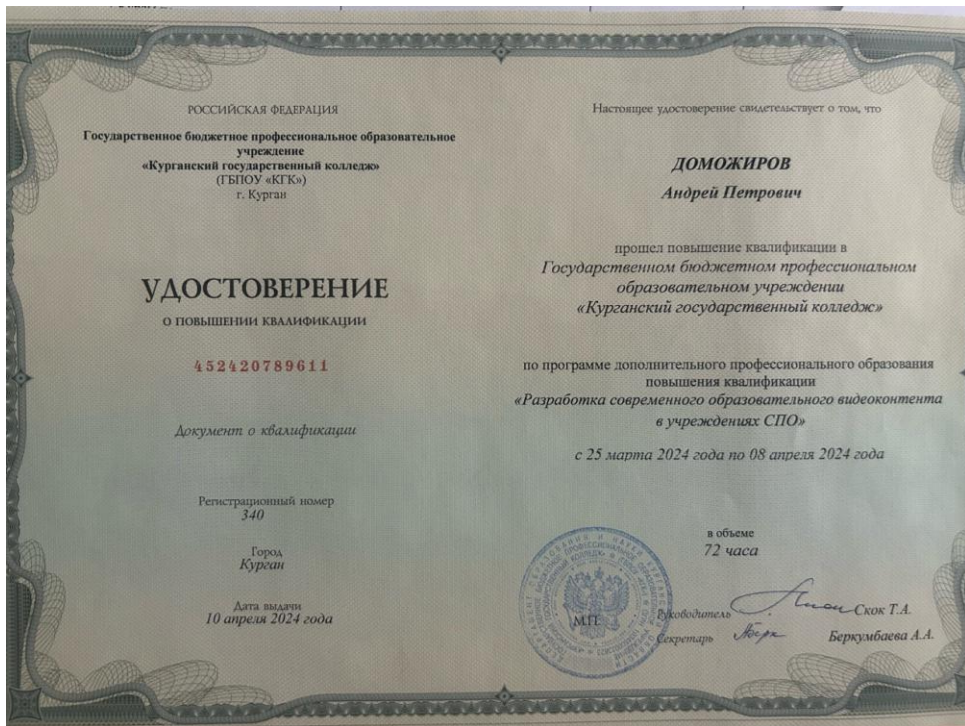 РОССИЙСКАЯ ФЕДЕРАЦИЯ
Государственное бюджетное профессиональное образовательное
учреждение
«Курганский государственный колледж»
(ГБПОУ «КГК»)
г. Курган
УДОСТОВЕРЕНИЕ
О ПОВЫШЕНИИ КВАЛИФИКАЦИИ
452420789611
Документ о квалификации
Регистрационный номер
340
Город
Курган
Дата выдачи
10 апреля 2024 года
Настоящее удостоверение свидетельствует о том, что
ДОМОЖИРОВ
Андрей Петрович
прошел повышение квалификации в
Государственном бюджетном профессиональном
образовательном учреждении
«Курганский государственный колледж»
по программе дополнительного профессионального образования
повышения квалификации
«Разработка современного образовательного видеоконтента
в учреждениях СПО»
с 25 марта 2024 года по 08 апреля 2024 года
в объеме
72 часа
М.П.
Руководитель Скок Т.А.
Секретарь Беркумбаева А.А.